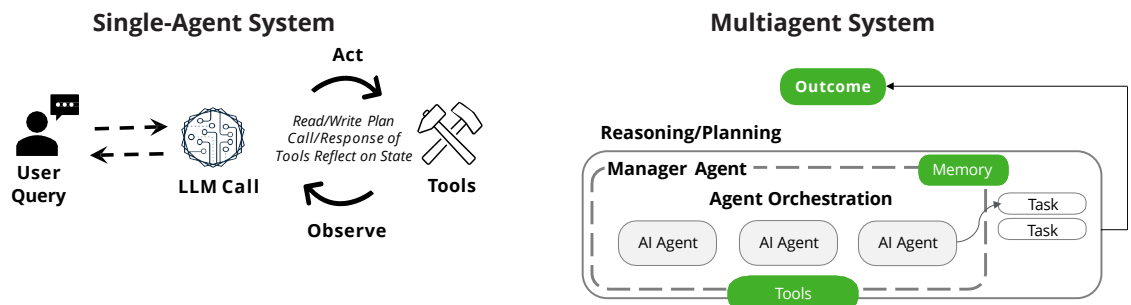 Single-Agent System
Act
Read/Write Plan
Call/Response of
Tools Reflect on State
User
Query
LLM Call
Tools
Observe
Multiagent System
Outcome
Reasoning/Planning
Manager Agent
Memory
Agent Orchestration
Task
Task
AI Agent
AI Agent
AI Agent
Tools